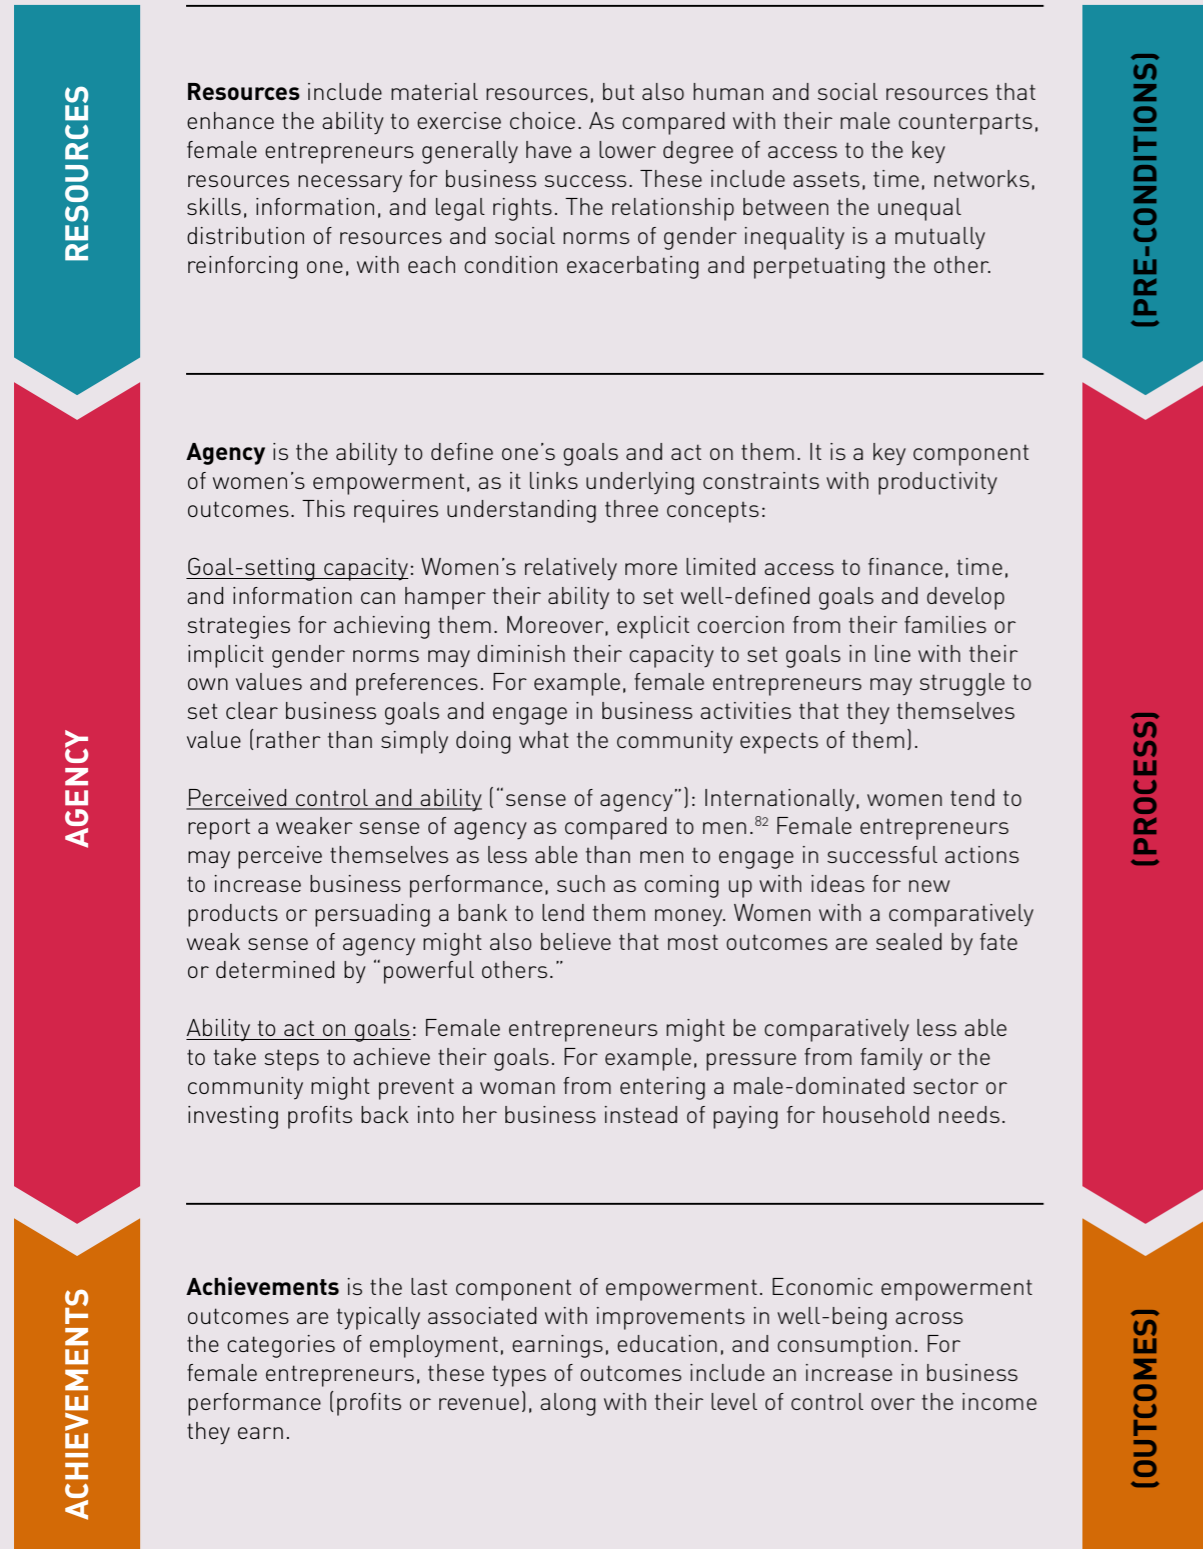 RESOURCES
(PRE-CONDITIONS)
Resources include material resources, but also human and social resources that
enhance the ability to exercise choice. As compared with their male counterparts,
female entrepreneurs generally have a lower degree of access to the key
resources necessary for business success. These include assets, time, networks,
skills, information, and legal rights. The relationship between the unequal
distribution of resources and social norms of gender inequality is a mutually
reinforcing one, with each condition exacerbating and perpetuating the other.
AGENCY
(PROCESS)
Agency is the ability to define one’s goals and act on them. It is a key component
of women’s empowerment, as it links underlying constraints with productivity
outcomes. This requires understanding three concepts:
Goal-setting capacity: Women’s relatively more limited access to finance, time,
and information can hamper their ability to set well-defined goals and develop
strategies for achieving them. Moreover, explicit coercion from their families or
implicit gender norms may diminish their capacity to set goals in line with their
own values and preferences. For example, female entrepreneurs may struggle to
set clear business goals and engage in business activities that they themselves
value (rather than simply doing what the community expects of them).
Perceived control and ability (“sense of agency”): Internationally, women tend to
report a weaker sense of agency as compared to men.⁸² Female entrepreneurs
may perceive themselves as less able than men to engage in successful actions
to increase business performance, such as coming up with ideas for new
products or persuading a bank to lend them money. Women with a comparatively
weak sense of agency might also believe that most outcomes are sealed by fate
or determined by “powerful others.”
Ability to act on goals: Female entrepreneurs might be comparatively less able
to take steps to achieve their goals. For example, pressure from family or the
community might prevent a woman from entering a male-dominated sector or
investing profits back into her business instead of paying for household needs.
ACHIEVEMENTS
(OUTCOMES)
Achievements is the last component of empowerment. Economic empowerment
outcomes are typically associated with improvements in well-being across
the categories of employment, earnings, education, and consumption. For
female entrepreneurs, these types of outcomes include an increase in business
performance (profits or revenue), along with their level of control over the income
they earn.